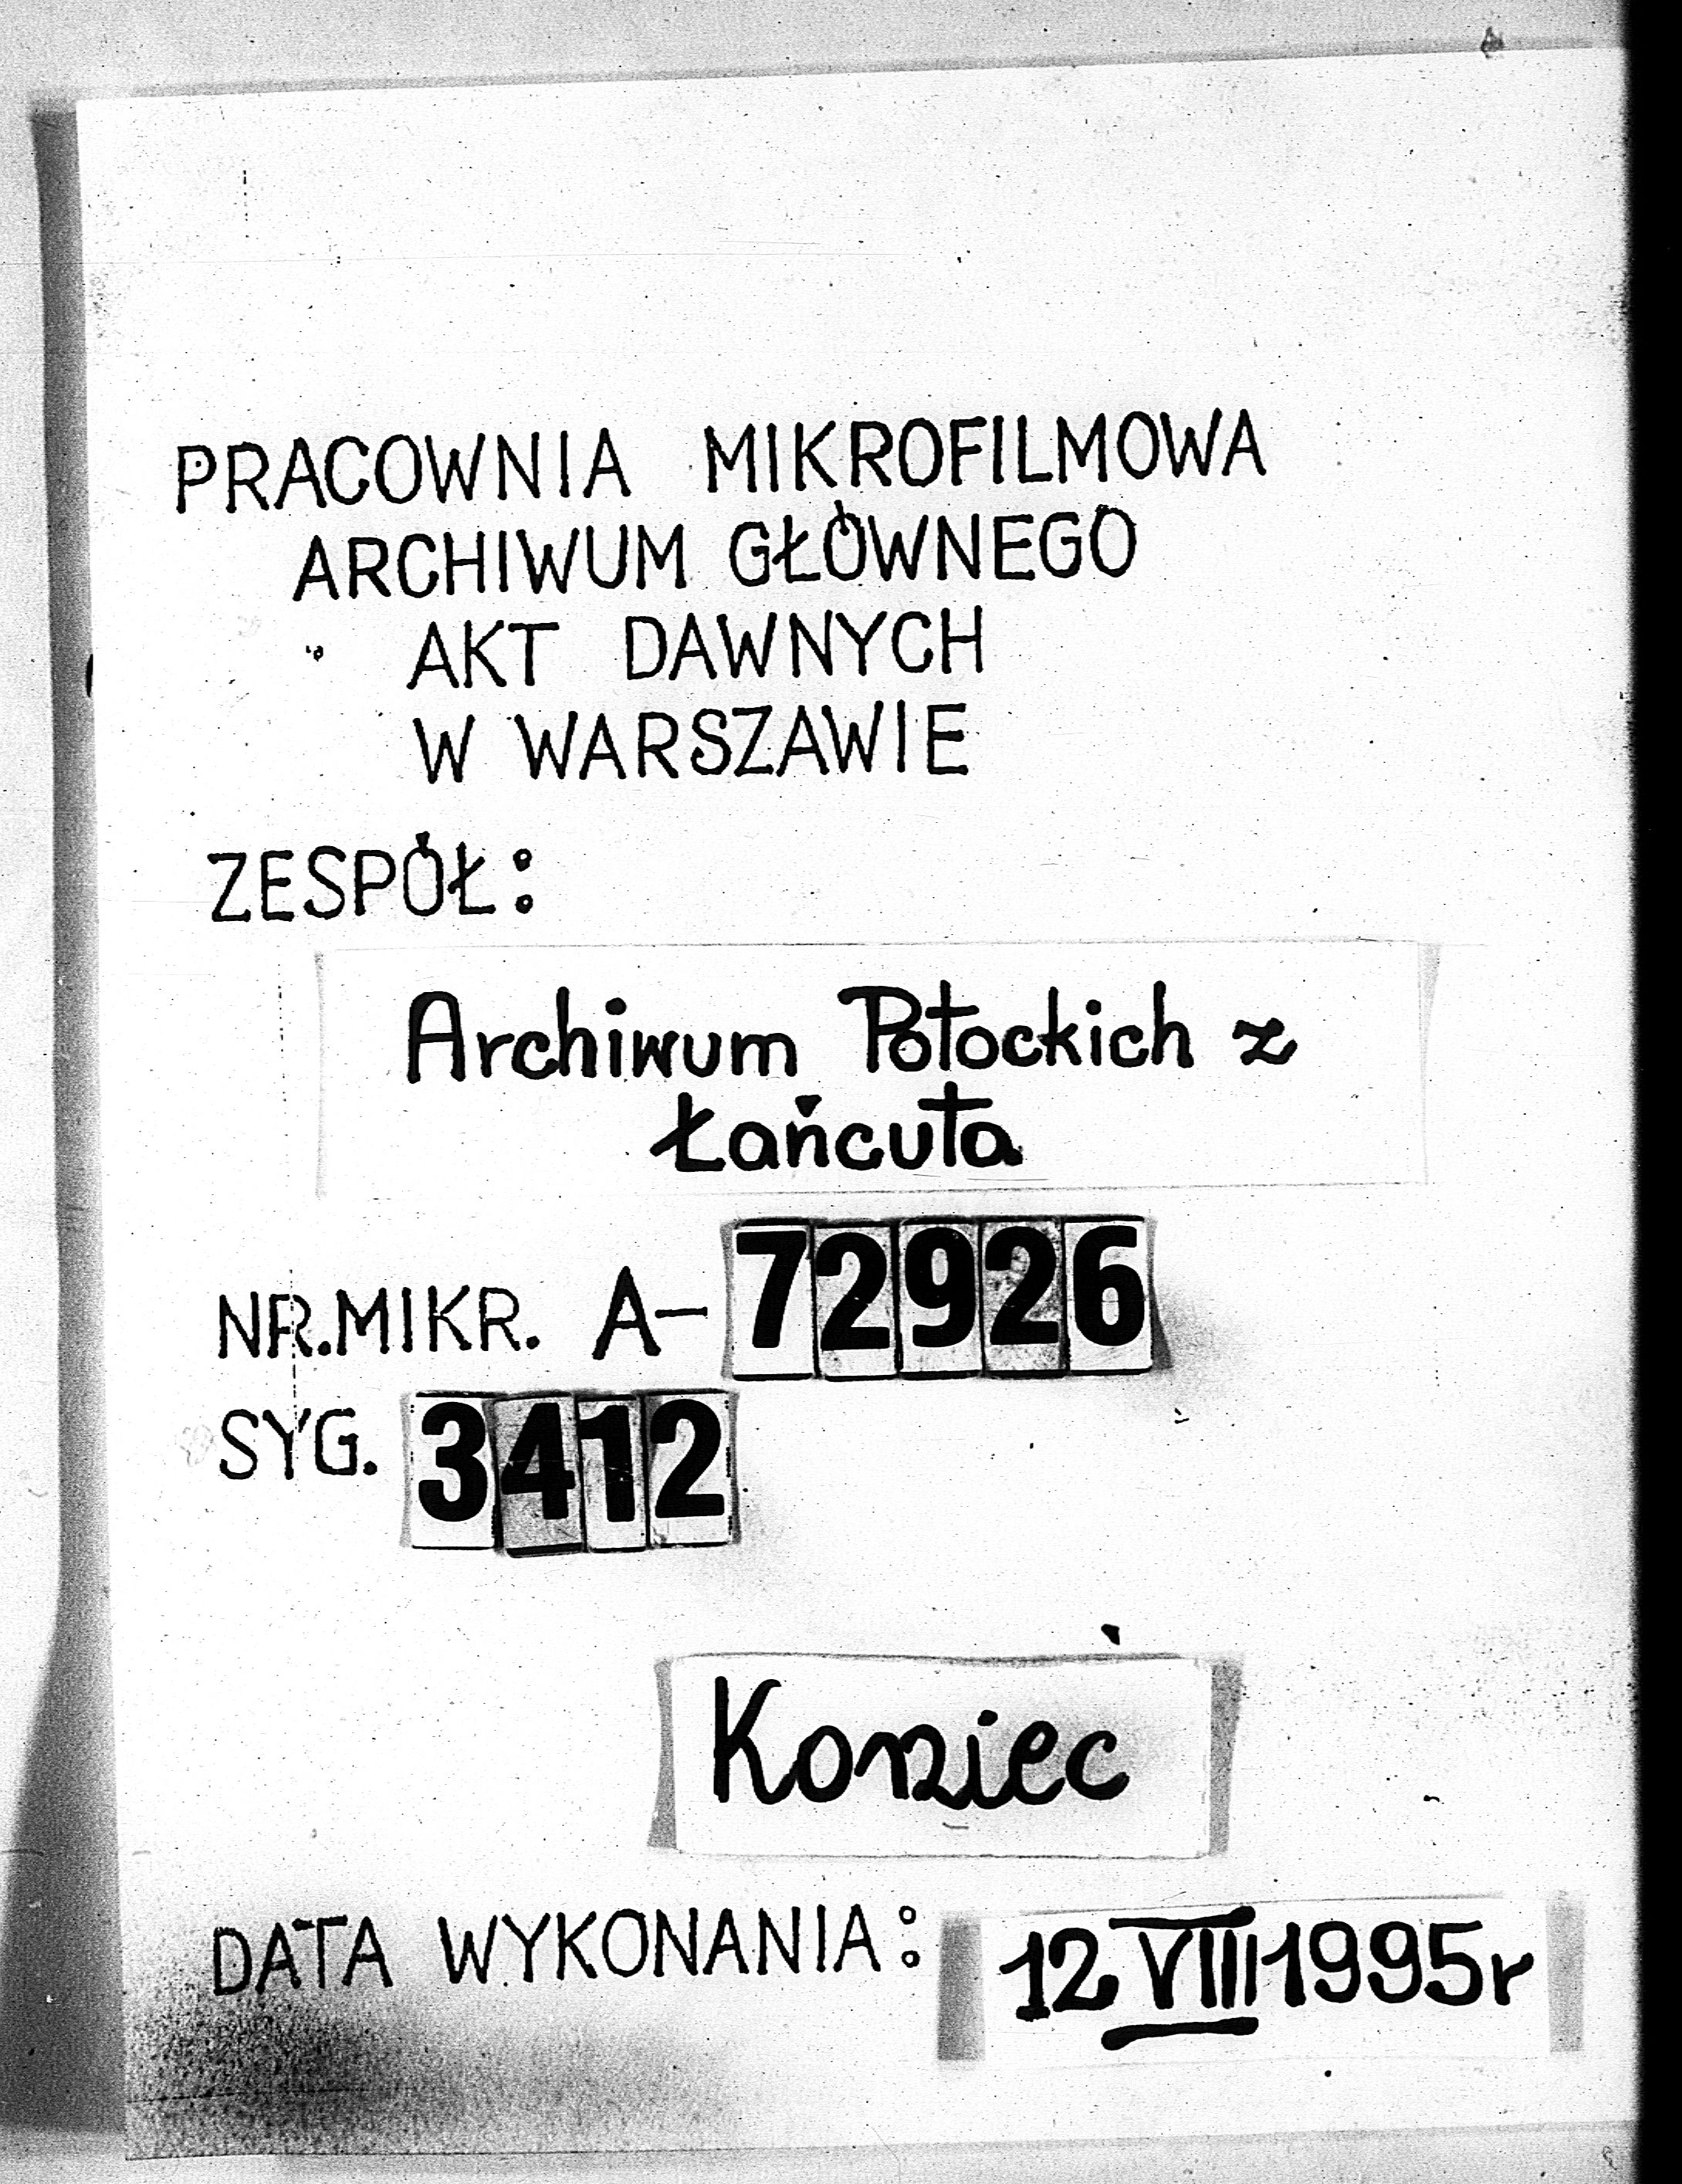 PRACOWNIA MIKROFILMOWA
ARCHIWUM GŁÓWNEGO
AKT DAWNYCH
W WARSZAWIE
ZESPÓŁ:
Archiwum Potockich z
Łańcuta
NR.MIKR. A-72926
SYG. 3412
Koniec
DATA WYKONANIA: 12 VIII 1995r